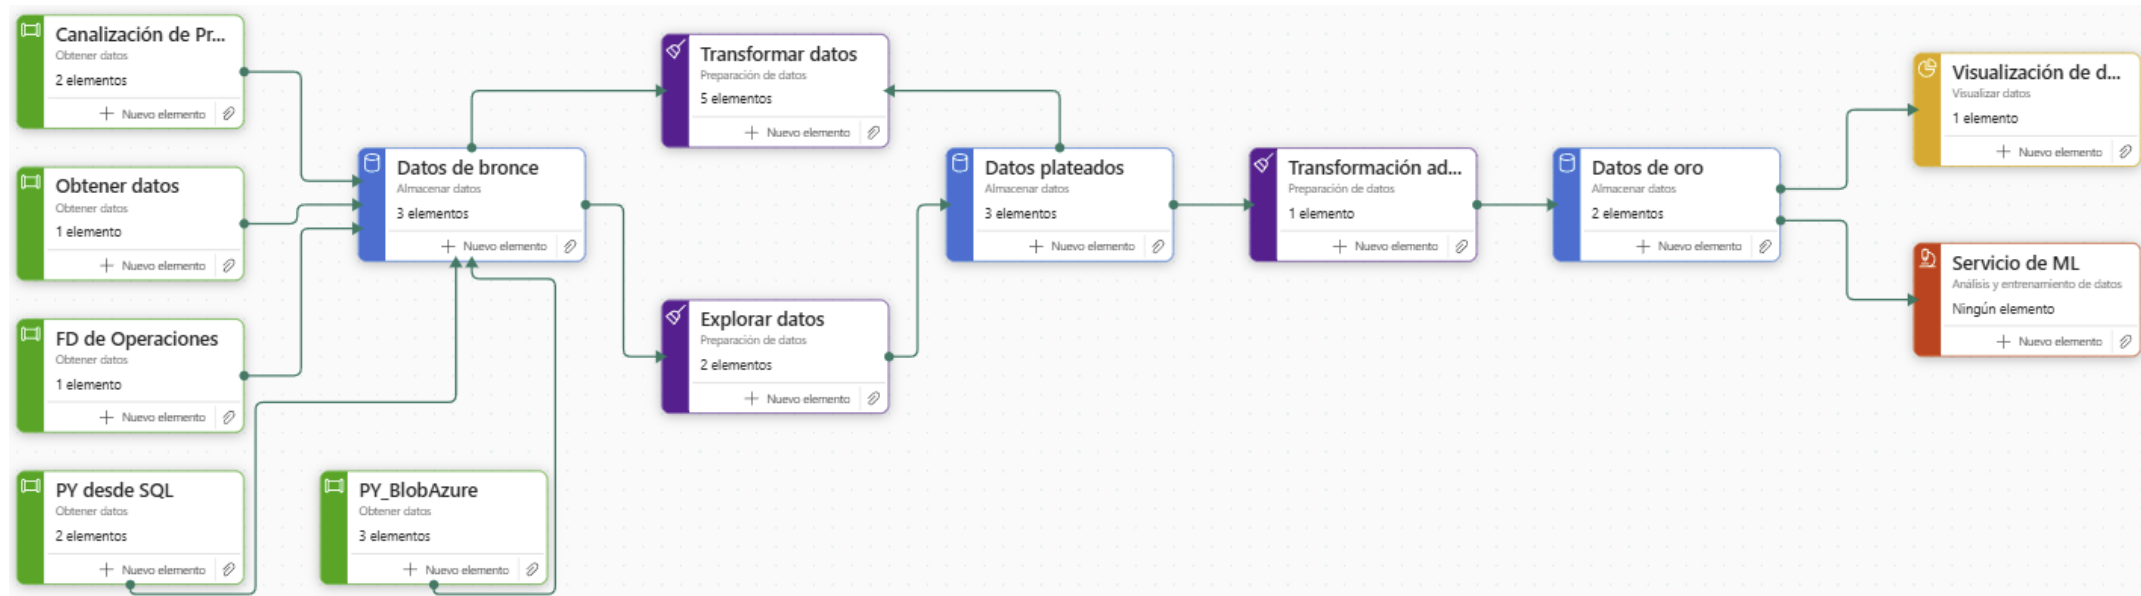 Canalización de Pr...
Obtener datos
2 elementos
Nuevo elemento
Obtener datos
Obtener datos
1 elemento
Nuevo elemento
FD de Operaciones
Obtener datos
1 elemento
Nuevo elemento
PY desde SQL
Obtener datos
2 elementos
Nuevo elemento
PY_BlobAzure
Obtener datos
3 elementos
Nuevo elemento
Datos de bronce
Almacenar datos
3 elementos
Nuevo elemento
Transformar datos
Preparación de datos
5 elementos
Nuevo elemento
Explorar datos
Preparación de datos
2 elementos
Nuevo elemento
Datos plateados
Almacenar datos
3 elementos
Nuevo elemento
Transformación ad...
Preparación de datos
1 elemento
Nuevo elemento
Datos de oro
Almacenar datos
2 elementos
Nuevo elemento
Visualización de d...
Visualizar datos
1 elemento
Nuevo elemento
Servicio de ML
Análisis y entrenamiento de datos
Ningún elemento
Nuevo elemento